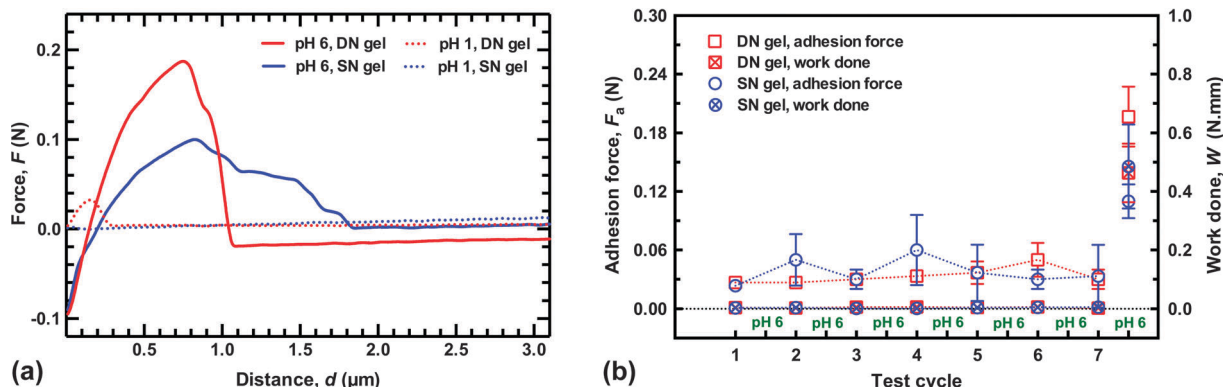 0.2
0.1
0.0
-0.1
Force, F (N)
pH 6, DN gel
pH 1, DN gel
pH 6, SN gel
pH 1, SN gel
0.5
1.0
1.5
2.0
2.5
3.0
Distance, d (μm)
(a)
0.30
0.24
0.18
0.12
0.06
0.00
Adhesion force, Fa (N)
DN gel, adhesion force
DN gel, work done
SN gel, adhesion force
SN gel, work done
1.0
0.8
0.6
0.4
0.2
0.0
Work done, W (N.mm)
pH 6 pH 6 pH 6 pH 6 pH 6 pH 6 pH 6
1 2 3 4 5 6 7
Test cycle
(b)